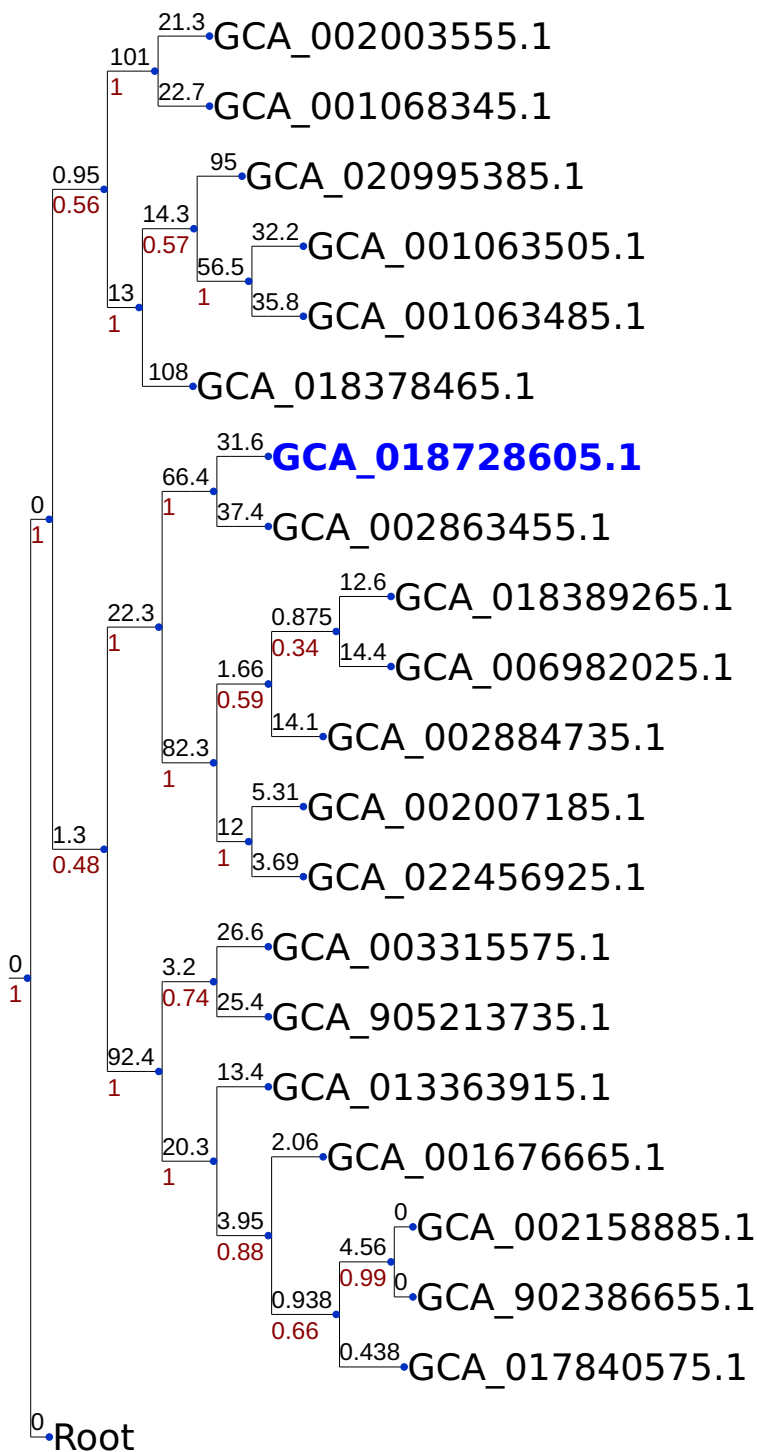 21.3
GCA_002003555.1
101
1
22.7
GCA_001068345.1
95
GCA_020995385.1
0.95
0.56
14.3
0.57
32.2
GCA_001063505.1
56.5
1
13
1
35.8
GCA_001063485.1
108
GCA_018378465.1
31.6
GCA_018728605.1
66.4
1
0
1
37.4
GCA_002863455.1
12.6
GCA_018389265.1
22.3
1
0.875
0.34
14.4
GCA_006982025.1
1.66
0.59
14.1
GCA_002884735.1
82.3
1
5.31
GCA_002007185.1
1.3
0.48
12
1
3.69
GCA_022456925.1
26.6
GCA_003315575.1
0
1
3.2
0.74
25.4
GCA_905213735.1
92.4
1
13.4
GCA_013363915.1
20.3
1
2.06
GCA_001676665.1
3.95
0.88
0
GCA_002158885.1
4.56
0.99
0
GCA_902386655.1
0.938
0.66
0.438
GCA_017840575.1
0
Root